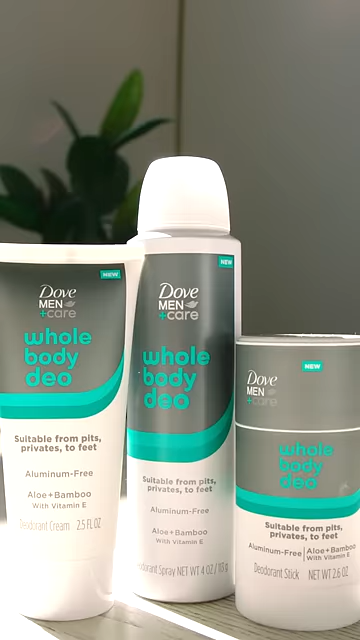 NEW
Dove
MEN
+care
whole
body
deo
Suitable from pits,
privates, to feet
Aluminum-Free
Aloe+Bamboo
With Vitamin E
Deodorant Cream 2.5 FL OZ
NEW
Dove
MEN
+care
whole
body
deo
Suitable from pits,
privates, to feet
Aluminum-Free
Aloe+Bamboo
With Vitamin E
Deodorant Spray NET WT 4 OZ / 113 g
NEW
Dove
MEN
+care
whole
body
deo
Suitable from pits,
privates, to feet
Aluminum-Free | Aloe+Bamboo
With Vitamin E
Deodorant Stick NET WT 2.6 OZ